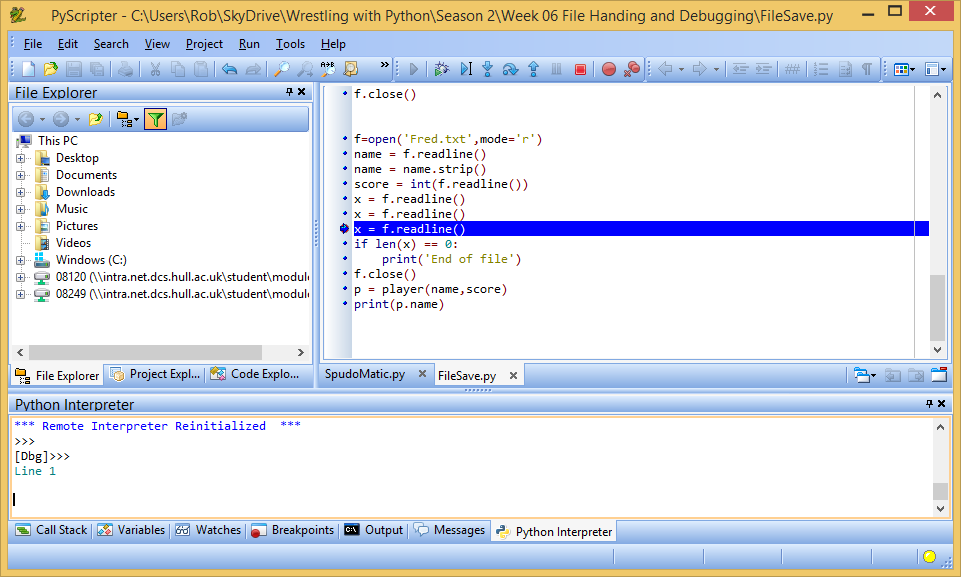 PyScripter - C:\Users\Rob\SkyDrive\Wrestling with Python\Season 2\Week 06 File Handing and Debugging\FileSave.py
File Edit Search View Project Run Tools Help
File Explorer
This PC
Desktop
Documents
Downloads
Music
Pictures
Videos
Windows (C:)
08120 (\\intra.net.dcs.hull.ac.uk\student\modul
08249 (\\intra.net.dcs.hull.ac.uk\student\modul
File Explorer Project Expl... Code Explo...
f.close()
f=open('Fred.txt',mode='r')
name = f.readline()
name = name.strip()
score = int(f.readline())
x = f.readline()
x = f.readline()
x = f.readline()
if len(x) == 0:
    print('End of file')
f.close()
p = player(name,score)
print(p.name)
SpudoMatic.py FileSave.py
Python Interpreter
*** Remote Interpreter Reinitialized ***
>>>
[Dbg]>>>
Line 1
Call Stack Variables Watches Breakpoints Output Messages Python Interpreter